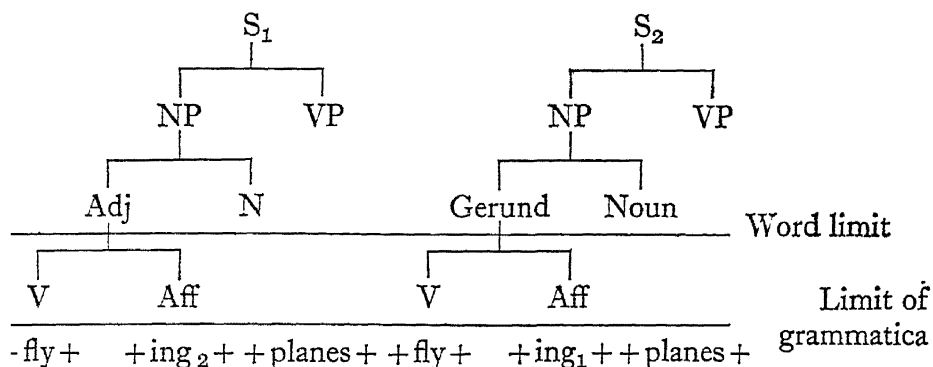 S₁ S₂
NP VP NP VP
Adj N Gerund Noun
Word limit
V Aff V Aff
Limit of
grammatica
-fly+ +ing₂+ +planes+ +fly+ +ing₁+ +planes+